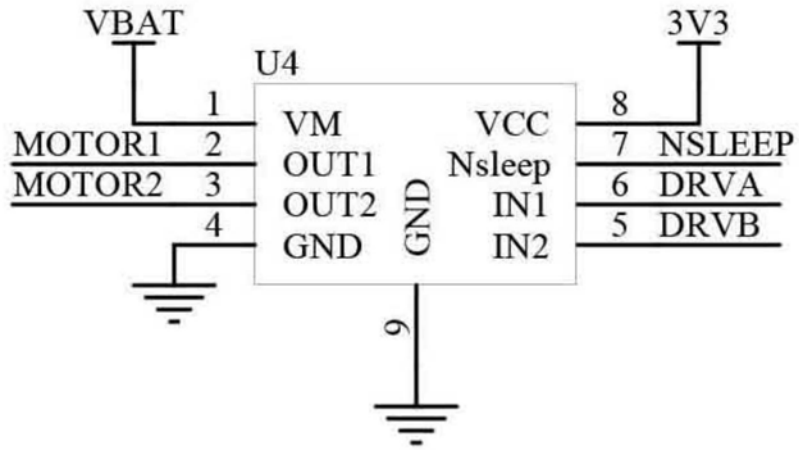 VBAT 3V3
U4
1 VM VCC 8
MOTOR1 2 OUT1 Nsleep 7 NSLEEP
MOTOR2 3 OUT2 IN1 6 DRVA
4 GND GND IN2 5 DRVB
9